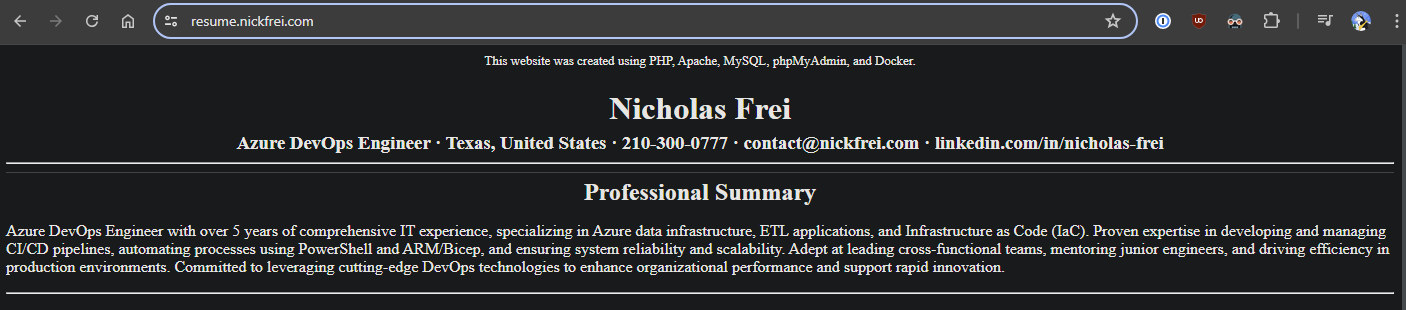 resume.nickfrei.com
This website was created using PHP, Apache, MySQL, phpMyAdmin, and Docker.
Nicholas Frei
Azure DevOps Engineer · Texas, United States · 210-300-0777 · contact@nickfrei.com · linkedin.com/in/nicholas-frei
Professional Summary
Azure DevOps Engineer with over 5 years of comprehensive IT experience, specializing in Azure data infrastructure, ETL applications, and Infrastructure as Code (IaC). Proven expertise in developing and managing
CI/CD pipelines, automating processes using PowerShell and ARM/Bicep, and ensuring system reliability and scalability. Adept at leading cross-functional teams, mentoring junior engineers, and driving efficiency in
production environments. Committed to leveraging cutting-edge DevOps technologies to enhance organizational performance and support rapid innovation.